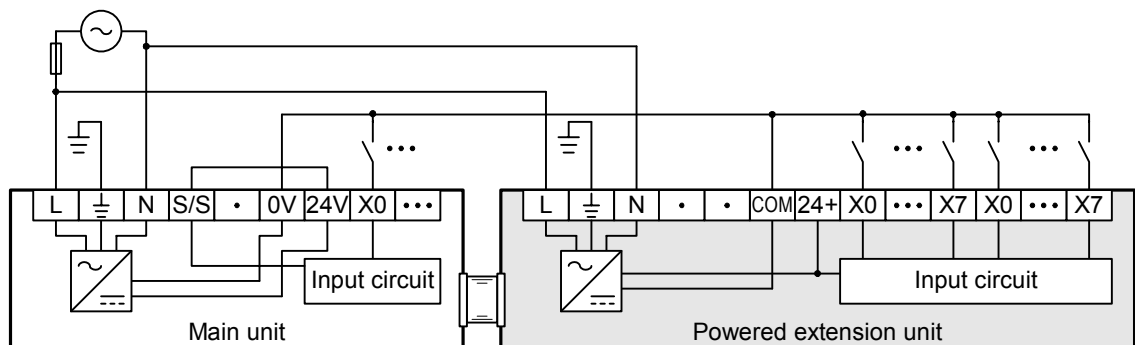 L N S/S • 0V 24V X0 •••
L N • • COM 24+ X0 ••• X7 X0 ••• X7
Input circuit
Input circuit
Main unit
Powered extension unit